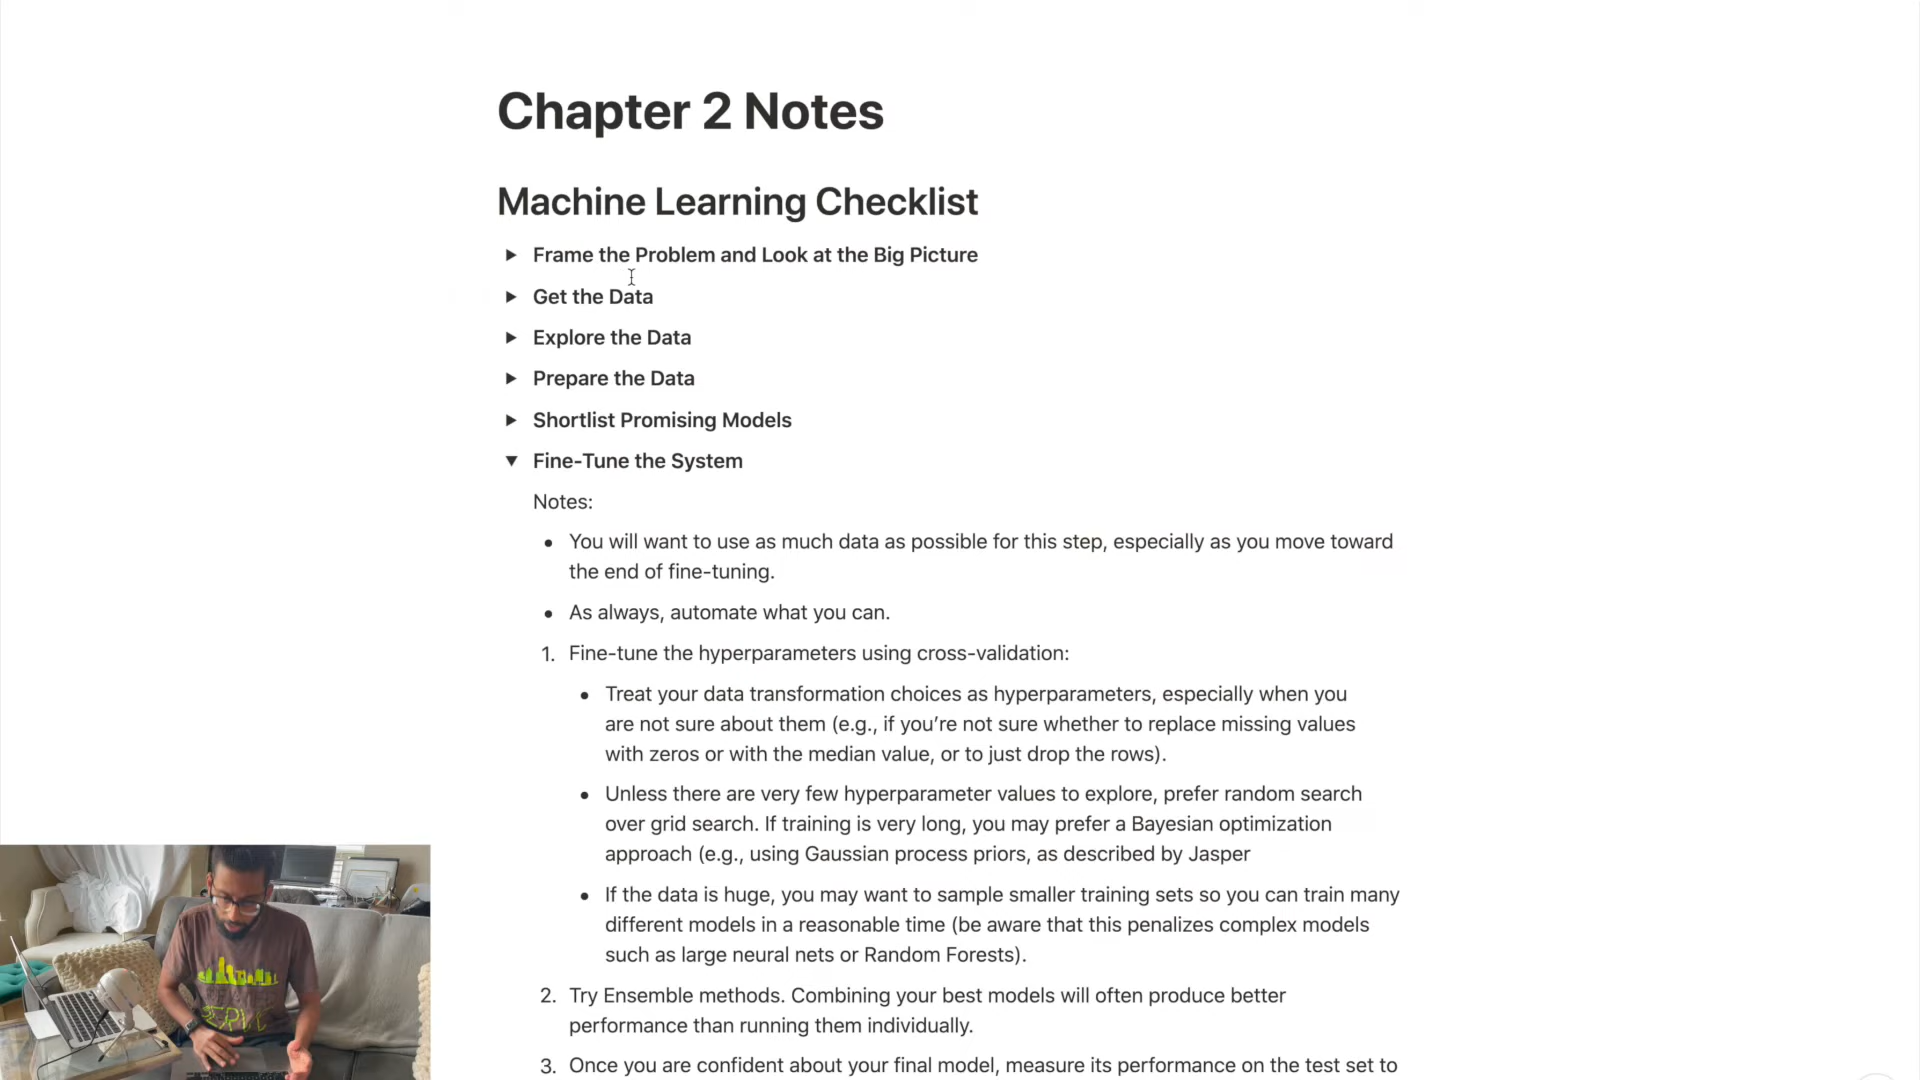 Chapter 2 Notes
Machine Learning Checklist
Frame the Problem and Look at the Big Picture
Get the Data
Explore the Data
Prepare the Data
Shortlist Promising Models
Fine-Tune the System
Notes:
• You will want to use as much data as possible for this step, especially as you move toward
the end of fine-tuning.
• As always, automate what you can.
1. Fine-tune the hyperparameters using cross-validation:
• Treat your data transformation choices as hyperparameters, especially when you
are not sure about them (e.g., if you’re not sure whether to replace missing values
with zeros or with the median value, or to just drop the rows).
• Unless there are very few hyperparameter values to explore, prefer random search
over grid search. If training is very long, you may prefer a Bayesian optimization
approach (e.g., using Gaussian process priors, as described by Jasper
• If the data is huge, you may want to sample smaller training sets so you can train many
different models in a reasonable time (be aware that this penalizes complex models
such as large neural nets or Random Forests).
2. Try Ensemble methods. Combining your best models will often produce better
performance than running them individually.
3. Once you are confident about your final model, measure its performance on the test set to